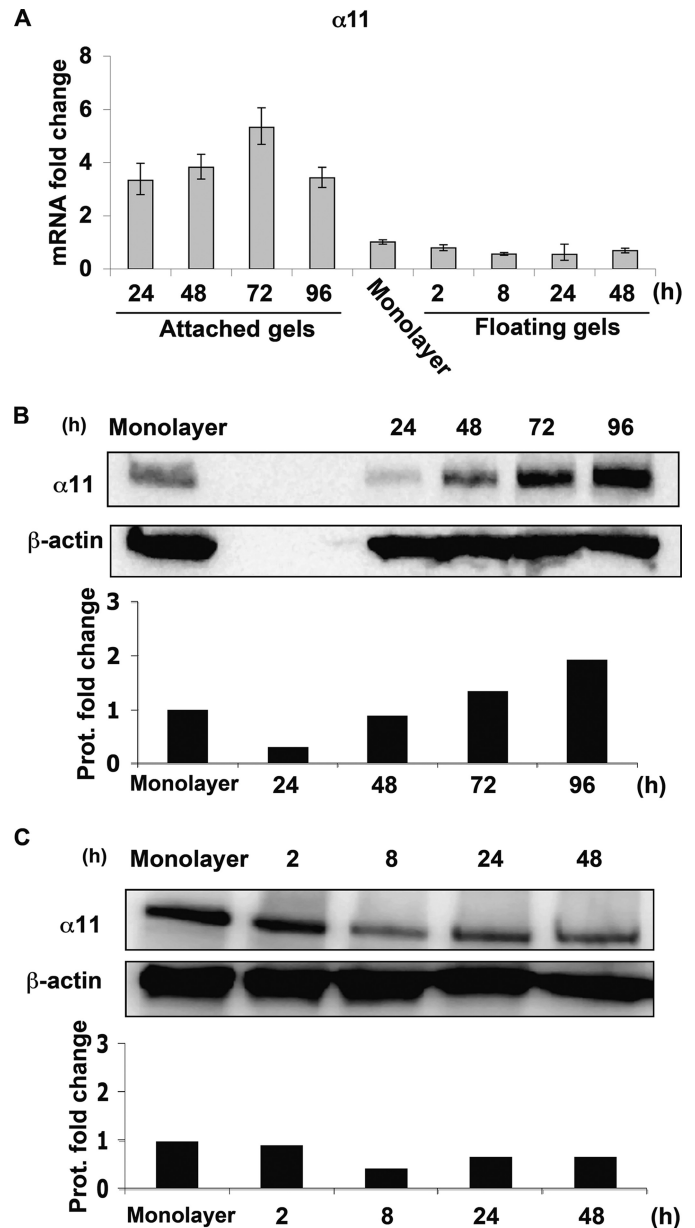 A
α11
mRNA fold change
8
6
4
2
0
24 48 72 96 Monolayer 2 8 24 48 (h)
Attached gels Floating gels
B
(h) Monolayer 24 48 72 96
α11
β-actin
Prot. fold change
3
2
1
0
Monolayer 24 48 72 96 (h)
C
(h) Monolayer 2 8 24 48
α11
β-actin
Prot. fold change
3
2
1
0
Monolayer 2 8 24 48 (h)